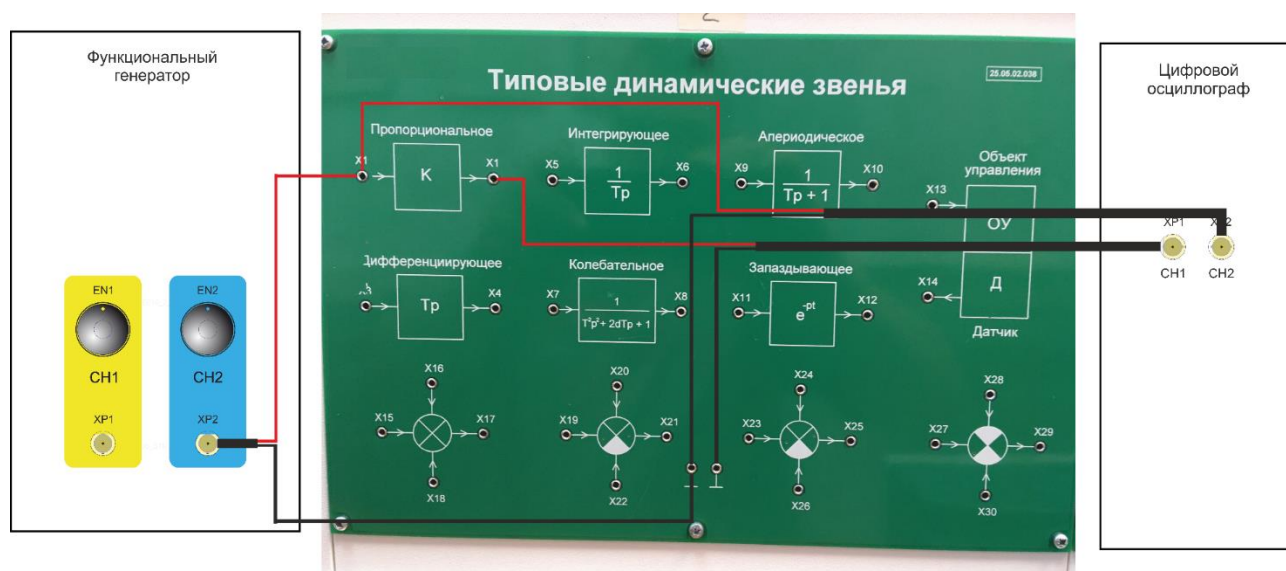 Функциональный
генератор
EN1
CH1
XP1
EN2
CH2
XP2
2
Типовые динамические звенья
25.05.02.038
Пропорциональное
X1
K
X1
Интегрирующее
X5
1
Tp
X6
Апериодическое
X9
1
Tp + 1
X10
Объект
управления
X13
ОУ
Д
X14
Датчик
Дифференциирующее
Tp
X4
Колебательное
X7
1
T²p²+ 2dTp + 1
X8
Запаздывающее
X11
e-pt
X12
X16
X15
X17
X18
X20
X19
X21
X22
X24
X23
X25
X26
X28
X27
X29
X30
Цифровой
осциллограф
XP1
CH1
CH2